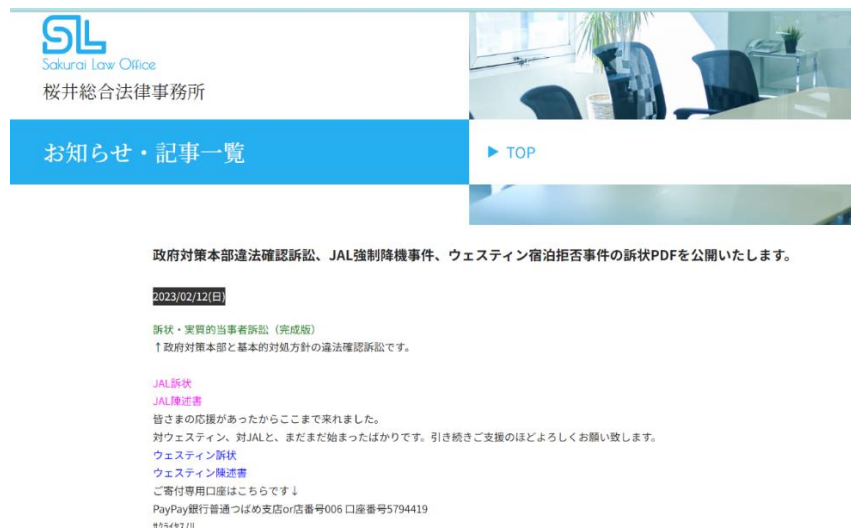 SL
Sakurai Law Office
桜井総合法律事務所
お知らせ・記事一覧
▶ TOP
政府対策本部違法確認訴訟、JAL強制降機事件、ウェスティン宿泊拒否事件の訴状PDFを公開いたします。
2023/02/12(日)
訴状・実質的当事者訴訟（完成版）
↑政府対策本部と基本的対処方針の違法確認訴訟です。
JAL訴状
JAL陳述書
皆さまの応援があったからここまで来れました。
対ウェスティン、対JALと、まだまだ始まったばかりです。引き続きご支援のほどよろしくお願い致します。
ウェスティン訴状
ウェスティン陳述書
ご寄付専用口座はこちらです↓
PayPay銀行普通つばめ支店or店番号006 口座番号5794419